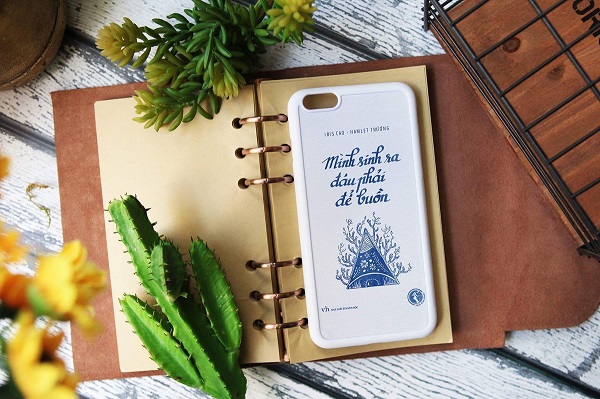 IRIS CAO - HAMLET TRƯƠNG
Mình sinh ra
đâu phải
để buồn